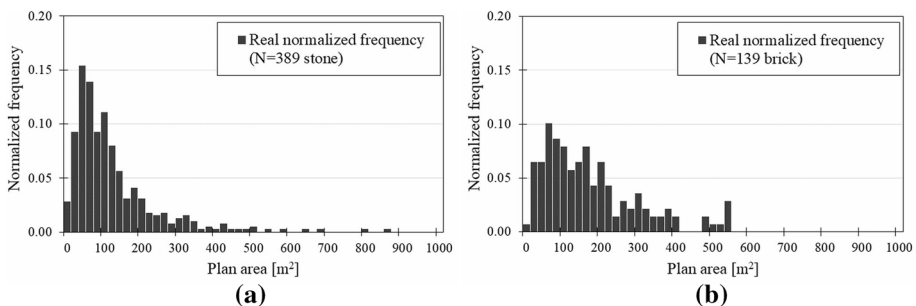 0.20
0.15
0.10
0.05
0.00
Normalized frequency
Real normalized frequency
(N=389 stone)
0 100 200 300 400 500 600 700 800 900 1000
Plan area [m²]
(a)
0.20
0.15
0.10
0.05
0.00
Normalized frequency
Real normalized frequency
(N=139 brick)
0 100 200 300 400 500 600 700 800 900 1000
Plan area [m²]
(b)